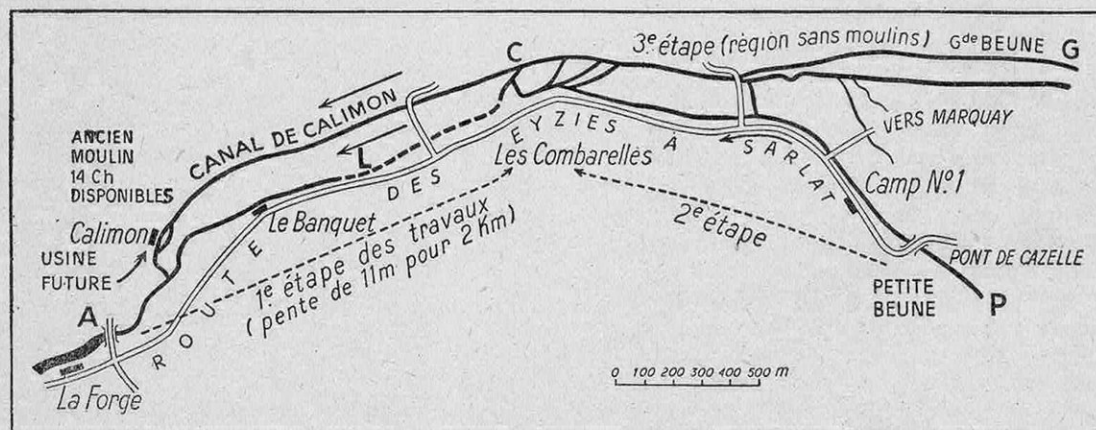 3.e étape (région sans moulins)
Gde BEUNE
G
C
CANAL DE CALIMON
ANCIEN
MOULIN
14 Ch
DISPONIBLES
Calimon
USINE
FUTURE
L
Le Banquet
ROUTE DES EYZIES A SARLAT
Les Combarelles
VERS MARQUAY
Camp N.o 1
1.e étape des travaux
(pente de 11m pour 2 Km)
2e étape
PONT DE CAZELLE
PETITE
BEUNE
P
A
La Forge
0 100 200 300 400 500 m